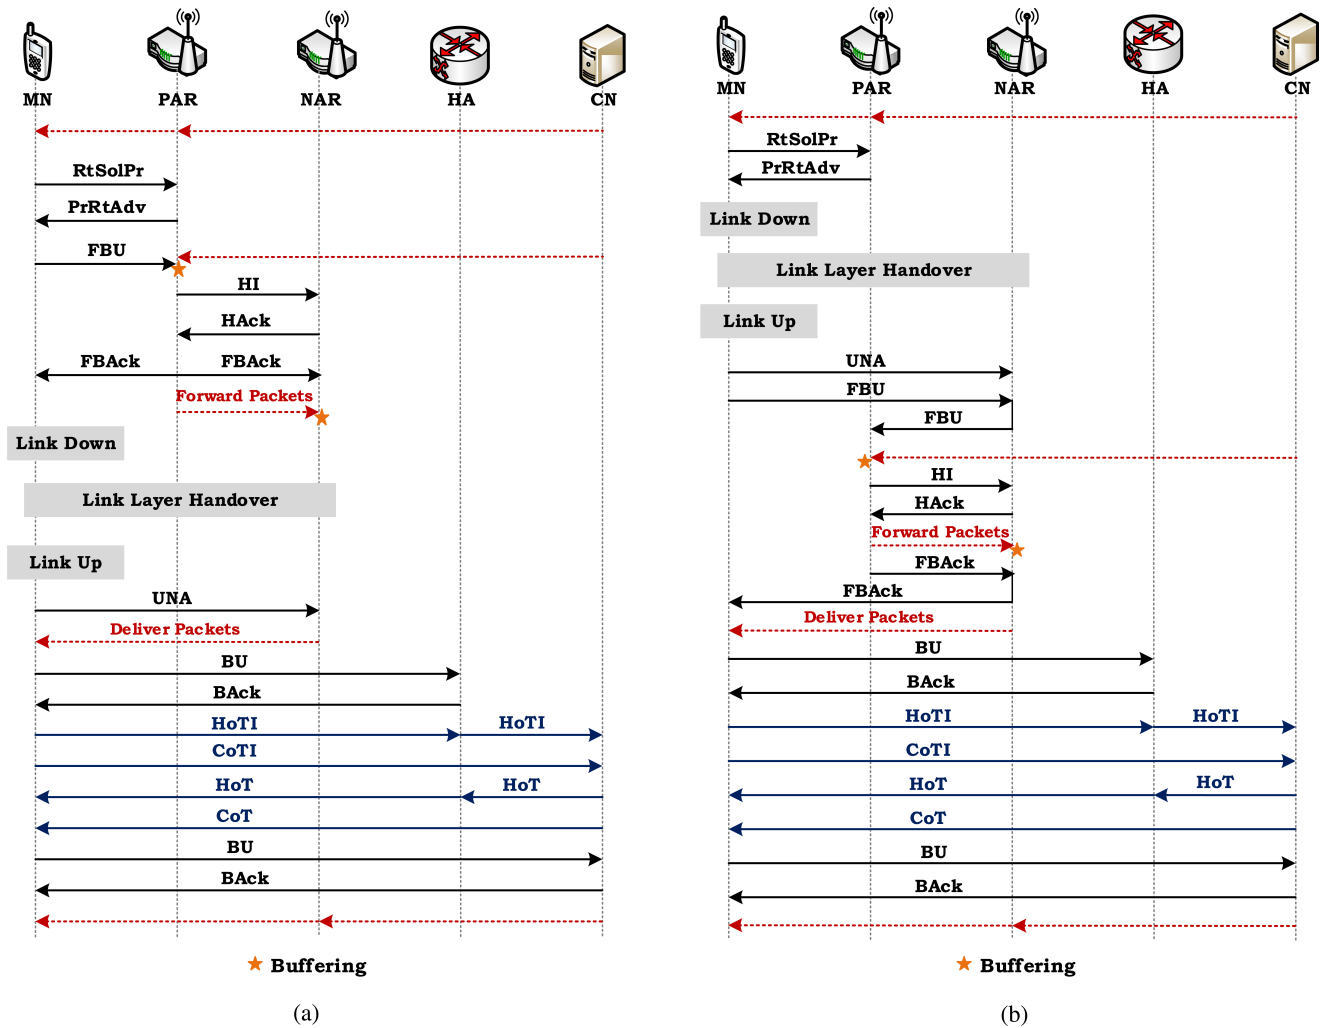 MN PAR NAR HA CN
RtSolPr
PrRtAdv
FBU
HI
HAck
FBAck FBAck
Forward Packets
Link Down
Link Layer Handover
Link Up
UNA
Deliver Packets
BU
BAck
HoTI HoTI
CoTI
HoT HoT
CoT
BU
BAck
Buffering
(a)
MN PAR NAR HA CN
RtSolPr
PrRtAdv
Link Down
Link Layer Handover
Link Up
UNA
FBU
FBU
HI
HAck
Forward Packets
FBAck
FBAck
Deliver Packets
BU
BAck
HoTI HoTI
CoTI
HoT HoT
CoT
BU
BAck
Buffering
(b)